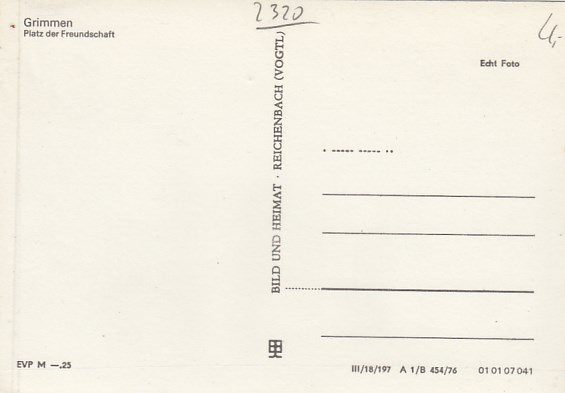 2320
4,-
Grimmen
Platz der Freundschaft
Echt Foto
BILD UND HEIMAT · REICHENBACH (VOGTL)
EVP M —.25
III/18/197 A 1/B 454/76 01 01 07 041